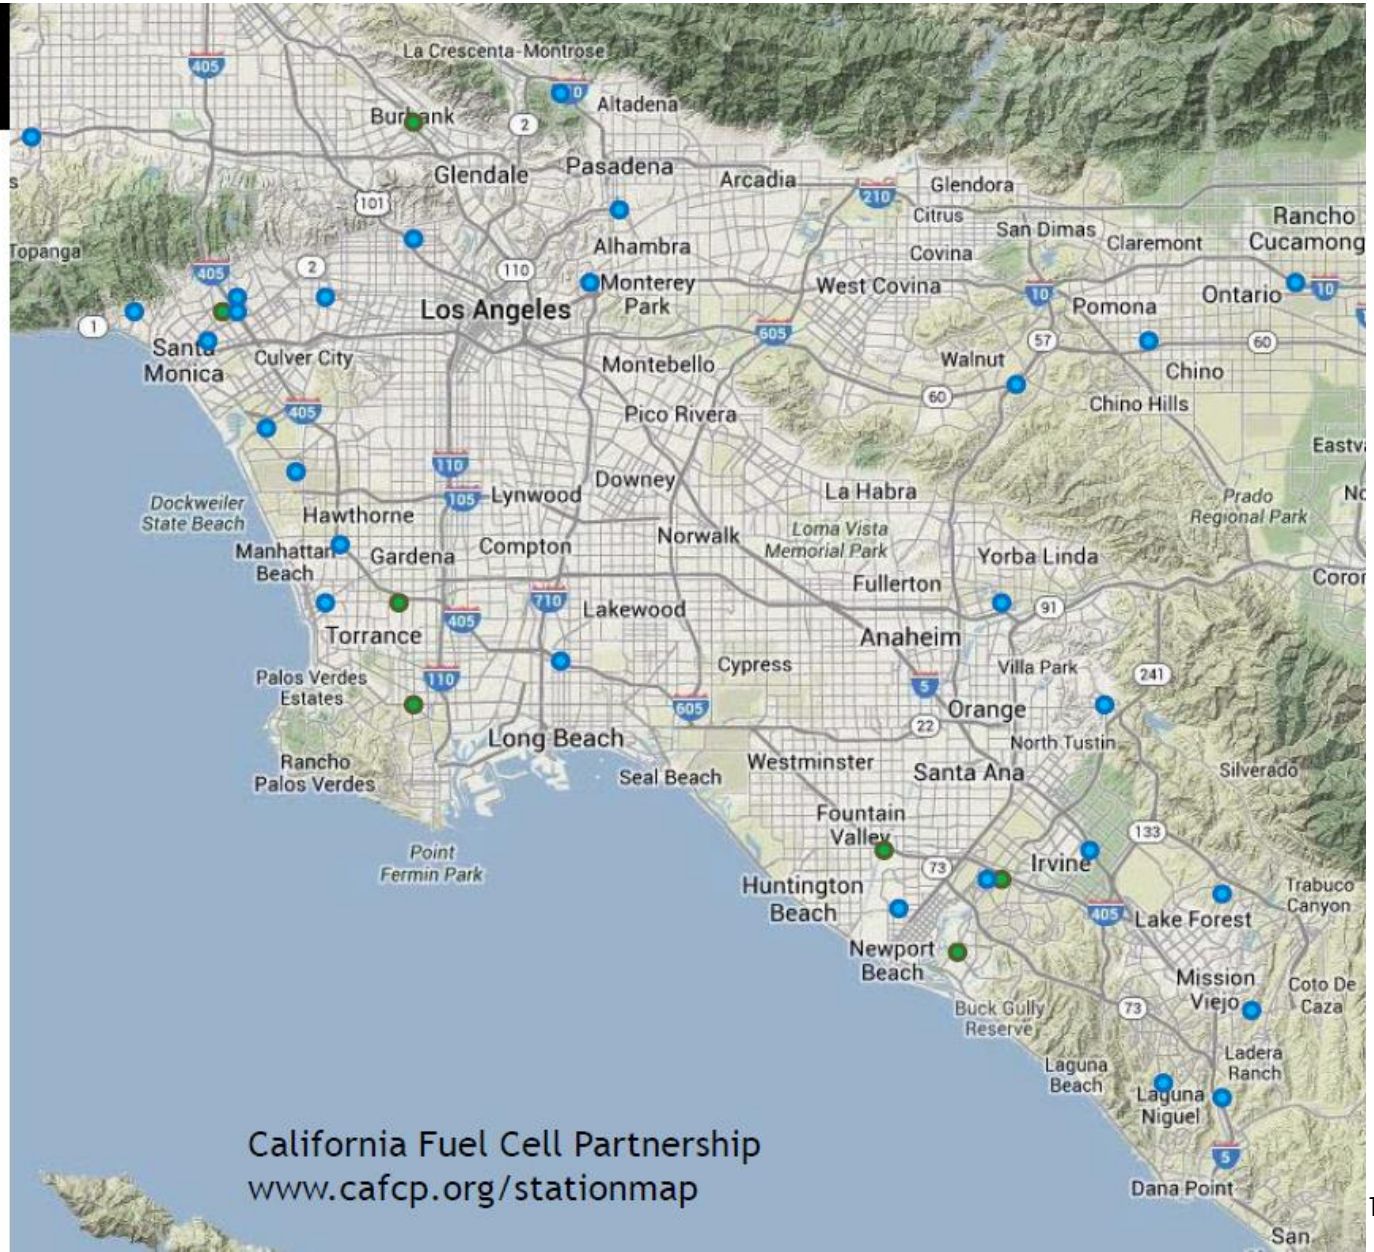 La Crescenta-Montrose
405
Altadena
Burbank
2
Glendale
Pasadena
Arcadia
210
Glendora
s
101
Citrus
San Dimas
Rancho
Cucamong
Topanga
Alhambra
Covina
Claremont
405
2
110
Monterey
Park
West Covina
10
Pomona
Ontario
10
1
Los Angeles
605
57
60
Santa
Monica
Culver City
Montebello
Walnut
Chino
405
Pico Rivera
60
Chino Hills
Eastv
110
105
Lynwood
Downey
La Habra
Dockweiler
State Beach
Prado
Regional Park
No
Hawthorne
Manhattan
Beach
Gardena
Compton
Norwalk
Loma Vista
Memorial Park
Yorba Linda
Fullerton
Coror
710
Lakewood
91
405
Torrance
Anaheim
Palos Verdes
Estates
110
Cypress
Villa Park
241
5
605
Orange
22
Long Beach
North Tustin
Rancho
Palos Verdes
Seal Beach
Westminster
Santa Ana
Silverado
Fountain
Valley
133
Point
Fermin Park
73
Irvine
Huntington
Beach
Trabuco
Canyon
405
Lake Forest
Newport
Beach
Mission
Viejo
Coto De
Caza
Buck Gully
Reserve
73
Laguna
Beach
Ladera
Ranch
Laguna
Niguel
California Fuel Cell Partnership
www.cafcp.org/stationmap
5
Dana Point
San